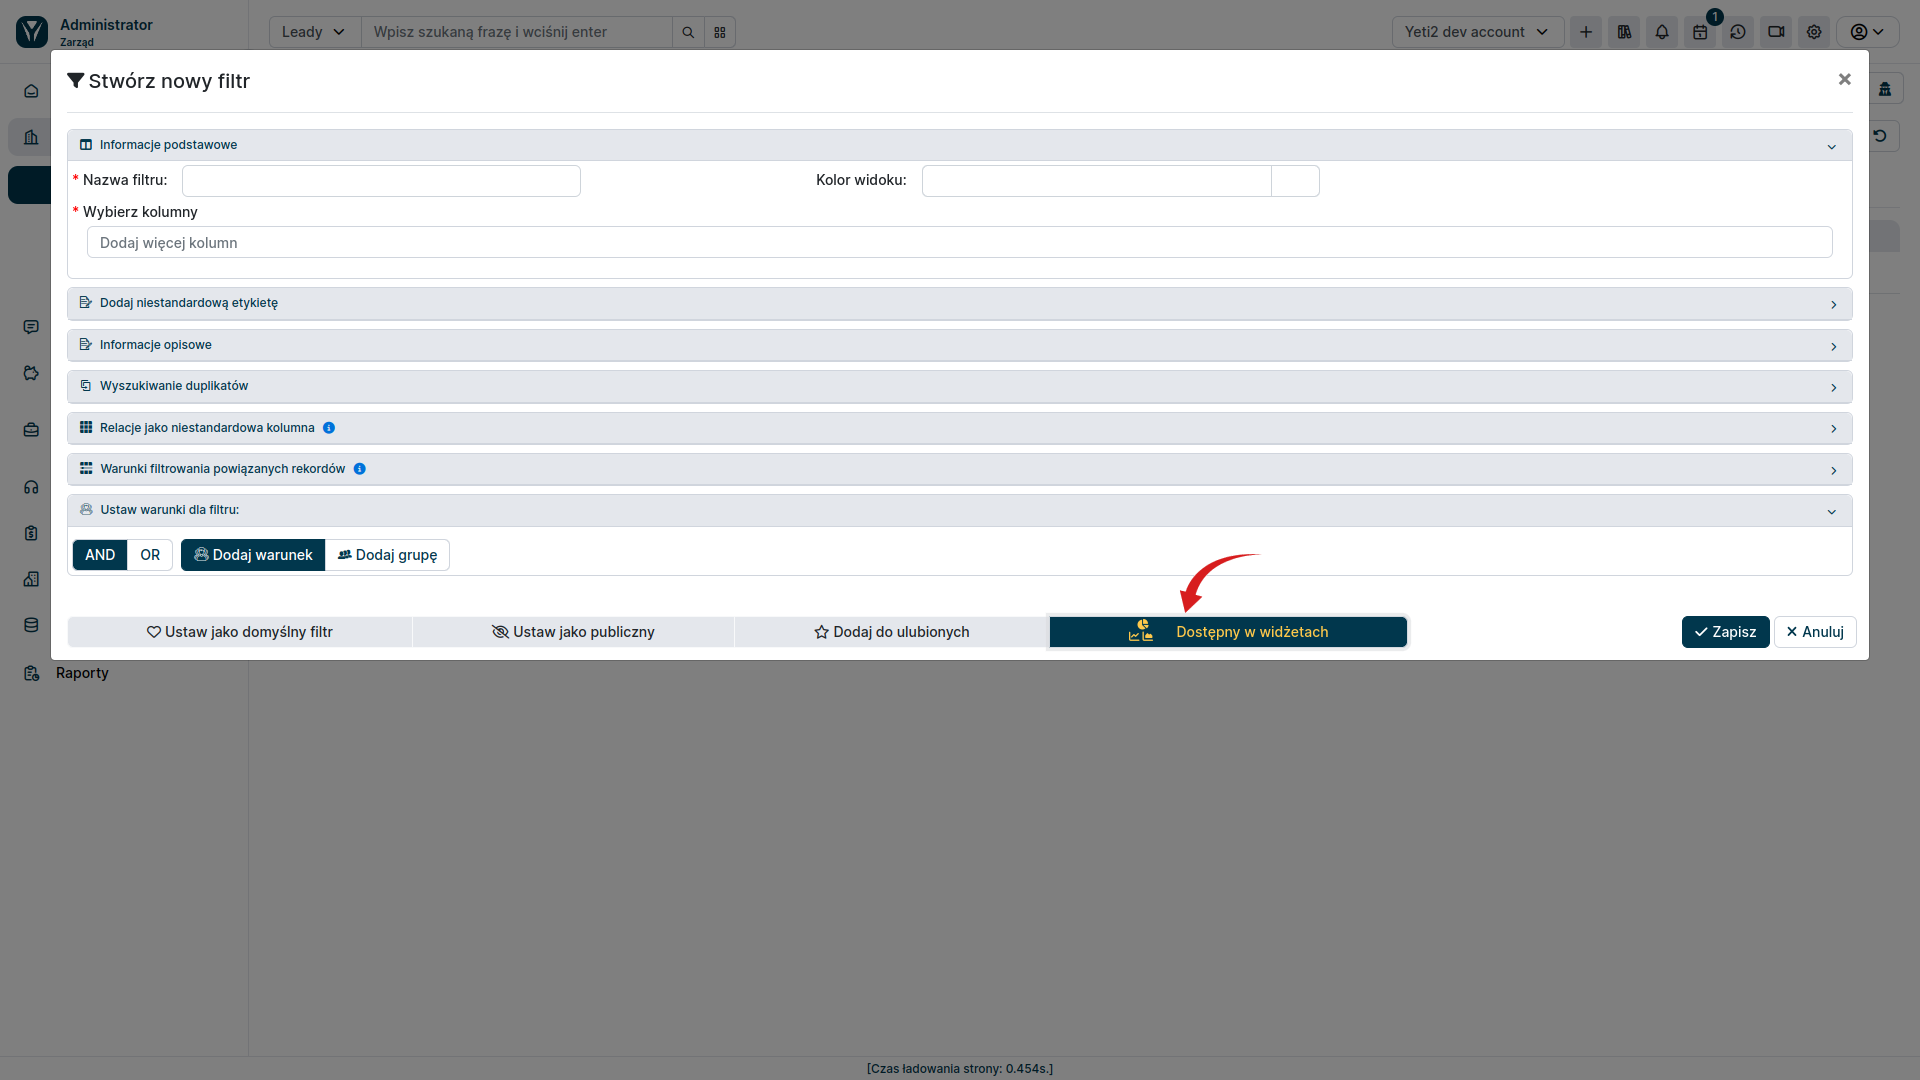 Administrator
Zarząd
Leady
Wpisz szukaną frazę i wciśnij enter
Yeti2 dev account
1
Stwórz nowy filtr
Informacje podstawowe
* Nazwa filtru:
Kolor widoku:
* Wybierz kolumny
Dodaj więcej kolumn
Dodaj niestandardową etykietę
Informacje opisowe
Wyszukiwanie duplikatów
Relacje jako niestandardowa kolumna
Warunki filtrowania powiązanych rekordów
Ustaw warunki dla filtru:
AND OR Dodaj warunek Dodaj grupę
Ustaw jako domyślny filtr Ustaw jako publiczny Dodaj do ulubionych Dostępny w widżetach Zapisz Anuluj
Raporty
[Czas ładowania strony: 0.454s.]